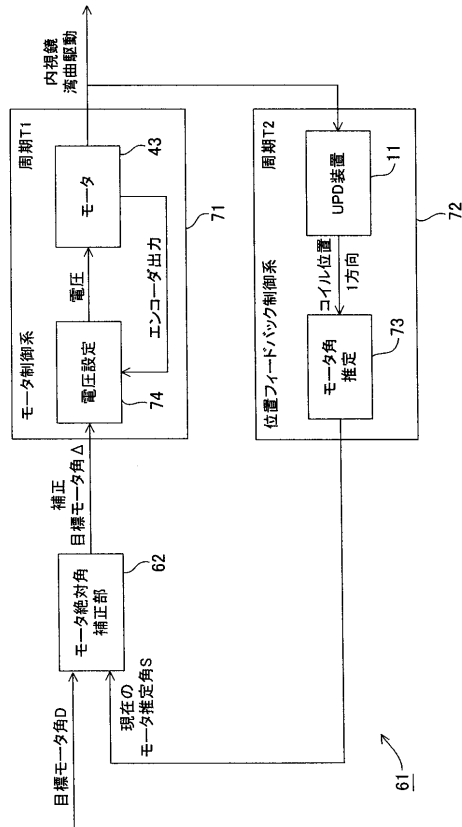 目標モータ角D
現在の
モータ推定角S
モータ絶対角
補正部
62
補正
目標モータ角Δ
モータ制御系
周期T1
電圧設定
74
電圧
モータ
43
エンコーダ出力
71
内視鏡
湾曲駆動
位置フィードバック制御系
周期T2
モータ角
推定
73
コイル位置
1方向
UPD装置
11
72
61